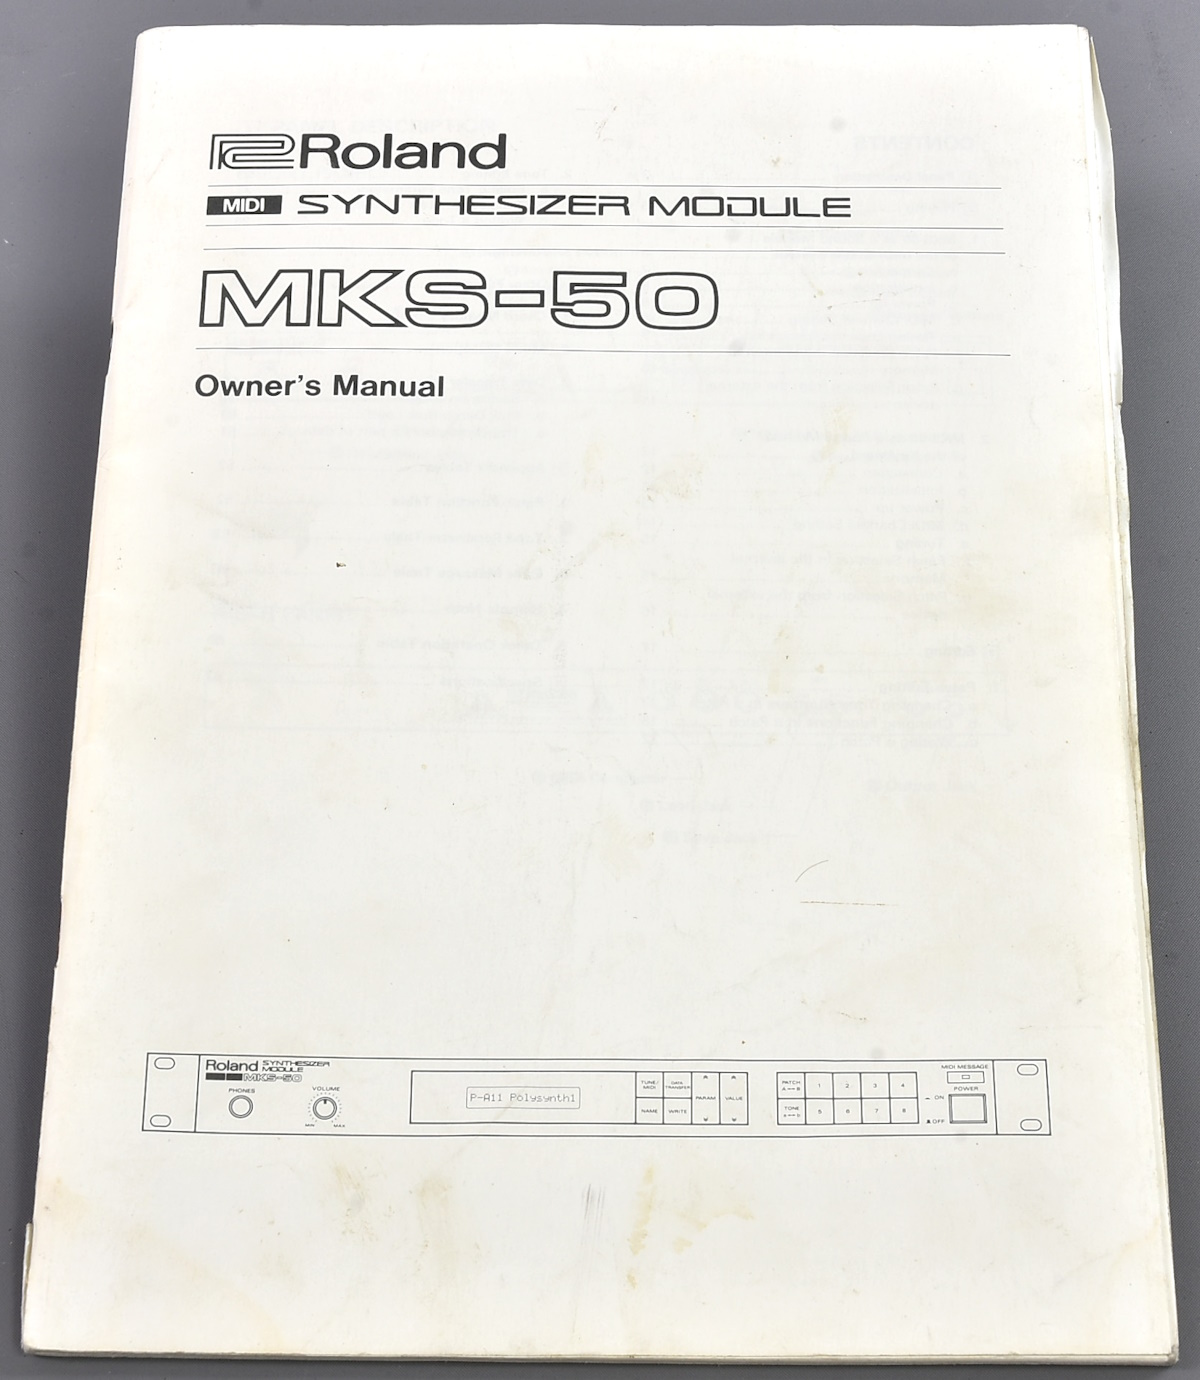 Roland
MIDI SYNTHESIZER MODULE
MKS-50
Owner's Manual
Roland SYNTHESIZER MODULE
MKS-50
PHONES
VOLUME
MIN MAX
P-A11 Polysynth1
TUNE/MIDI DATA TRANSFER
NAME WRITE
PARAM VALUE
PATCH 1 2 3 4
TONE 5 6 7 8
MIDI MESSAGE
POWER
ON
OFF
CONTENTS